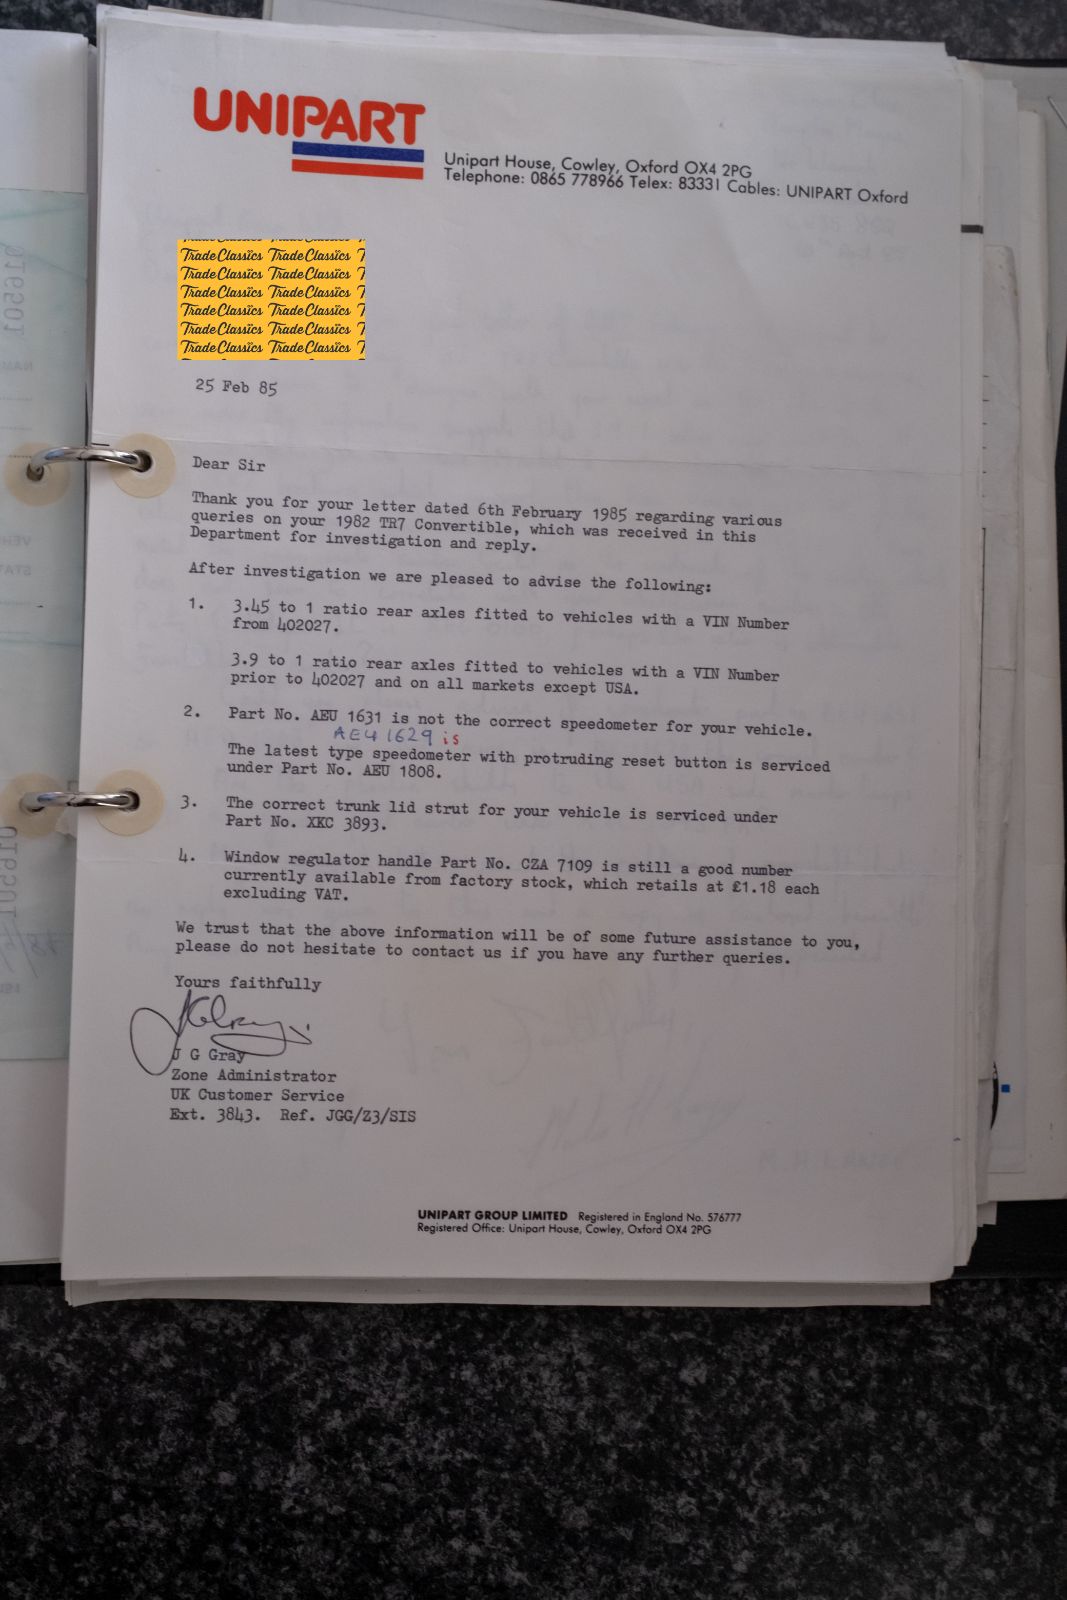 UNIPART
Unipart House, Cowley, Oxford OX4 2PG
Telephone: 0865 778966 Telex: 83331 Cables: UNIPART Oxford
Trade Classics Trade Classics
Trade Classics Trade Classics
Trade Classics Trade Classics
Trade Classics Trade Classics
Trade Classics Trade Classics
Trade Classics Trade Classics
25 Feb 85
Dear Sir
Thank you for your letter dated 6th February 1985 regarding various
queries on your 1982 TR7 Convertible, which was received in this
Department for investigation and reply.
After investigation we are pleased to advise the following:
1. 3.45 to 1 ratio rear axles fitted to vehicles with a VIN Number
from 402027.
3.9 to 1 ratio rear axles fitted to vehicles with a VIN Number
prior to 402027 and on all markets except USA.
2. Part No. AEU 1631 is not the correct speedometer for your vehicle.
AEU 1629 is
The latest type speedometer with protruding reset button is serviced
under Part No. AEU 1808.
3. The correct trunk lid strut for your vehicle is serviced under
Part No. XKC 3893.
4. Window regulator handle Part No. CZA 7109 is still a good number
currently available from factory stock, which retails at £1.18 each
excluding VAT.
We trust that the above information will be of some future assistance to you,
please do not hesitate to contact us if you have any further queries.
Yours faithfully
J G Gray
Zone Administrator
UK Customer Service
Ext. 3843. Ref. JGG/Z3/SIS
UNIPART GROUP LIMITED Registered in England No. 576777
Registered Office: Unipart House, Cowley, Oxford OX4 2PG